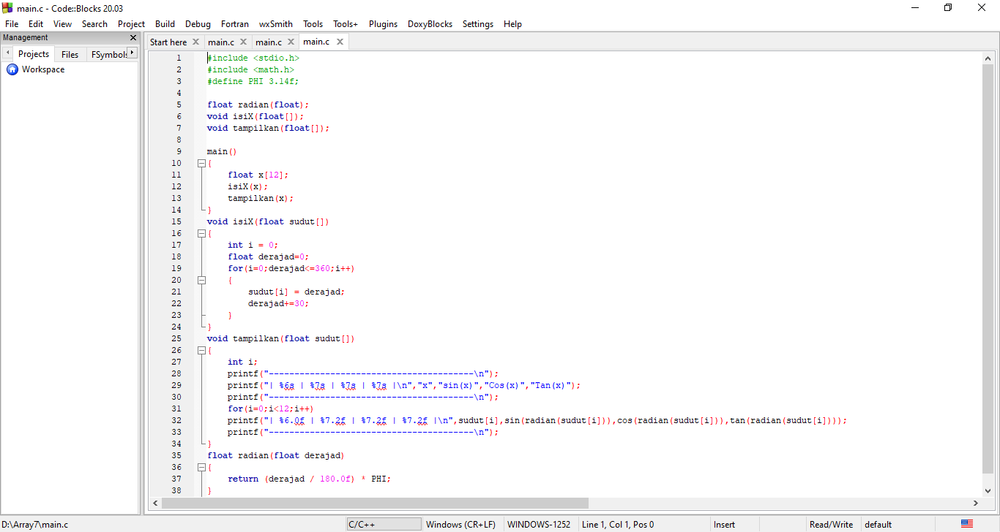 main.c - Code::Blocks 20.03
File Edit View Search Project Build Debug Fortran wxSmith Tools Tools+ Plugins DoxyBlocks Settings Help
Management
Start here main.c main.c main.c
Projects Files FSymbols
Workspace
1 #include <stdio.h>
2 #include <math.h>
3 #define PHI 3.14f;
4
5 float radian(float);
6 void isiX(float[]);
7 void tampilkan(float[]);
8
9 main()
10 {
11 float x[12];
12 isiX(x);
13 tampilkan(x);
14 }
15 void isiX(float sudut[])
16 {
17 int i = 0;
18 float derajad=0;
19 for(i=0;derajad<=360;i++)
20 {
21 sudut[i] = derajad;
22 derajad+=30;
23 }
24 }
25 void tampilkan(float sudut[])
26 {
27 int i;
28 printf("----------------------------------------\n");
29 printf("| %6s | %7s | %7s | %7s |\n","x","sin(x)","Cos(x)","Tan(x)");
30 printf("----------------------------------------\n");
31 for(i=0;i<12;i++)
32 printf("| %6.0f | %7.2f | %7.2f | %7.2f |\n",sudut[i],sin(radian(sudut[i])),cos(radian(sudut[i])),tan(radian(sudut[i])));
33 printf("----------------------------------------\n");
34 }
35 float radian(float derajad)
36 {
37 return (derajad / 180.0f) * PHI;
38 }
D:\Array7\main.c C/C++ Windows (CR+LF) WINDOWS-1252 Line 1, Col 1, Pos 0 Insert Read/Write default